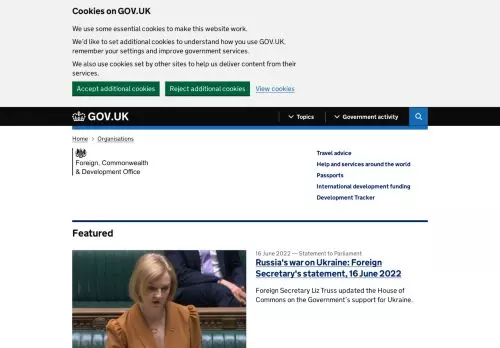 Cookies on GOV.UK
We use some essential cookies to make this website work.
We'd like to set additional cookies to understand how you use GOV.UK,
remember your settings and improve government services.
We also use cookies set by other sites to help us deliver content from their
services.
Accept additional cookies
Reject additional cookies
View cookies
GOV.UK
Topics
Government activity
Home > Organisations
Foreign, Commonwealth
& Development Office
Travel advice
Help and services around the world
Passports
International development funding
Development Tracker
Featured
16 June 2022 — Statement to Parliament
Russia's war on Ukraine: Foreign
Secretary's statement, 16 June 2022
Foreign Secretary Liz Truss updated the House of
Commons on the Government's support for Ukraine.